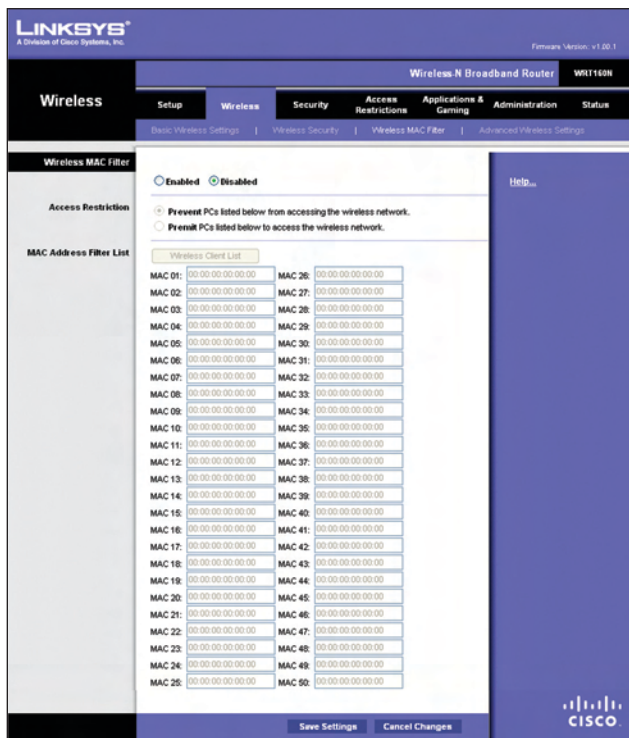 LINKSYS®
A Division of Cisco Systems, Inc.
Firmware Version: v1.00.1
Wireless-N Broadband Router WRT160N
Wireless
Setup Wireless Security Access Restrictions Applications & Gaming Administration Status
Basic Wireless Settings | Wireless Security | Wireless MAC Filter | Advanced Wireless Settings
Wireless MAC Filter
Enabled Disabled
Help...
Access Restriction
Prevent PCs listed below from accessing the wireless network.
Premit PCs listed below to access the wireless network.
MAC Address Filter List
Wireless Client List
MAC 01: 00:00:00:00:00:00 MAC 26: 00:00:00:00:00:00
MAC 02: 00:00:00:00:00:00 MAC 27: 00:00:00:00:00:00
MAC 03: 00:00:00:00:00:00 MAC 28: 00:00:00:00:00:00
MAC 04: 00:00:00:00:00:00 MAC 29: 00:00:00:00:00:00
MAC 05: 00:00:00:00:00:00 MAC 30: 00:00:00:00:00:00
MAC 06: 00:00:00:00:00:00 MAC 31: 00:00:00:00:00:00
MAC 07: 00:00:00:00:00:00 MAC 32: 00:00:00:00:00:00
MAC 08: 00:00:00:00:00:00 MAC 33: 00:00:00:00:00:00
MAC 09: 00:00:00:00:00:00 MAC 34: 00:00:00:00:00:00
MAC 10: 00:00:00:00:00:00 MAC 35: 00:00:00:00:00:00
MAC 11: 00:00:00:00:00:00 MAC 36: 00:00:00:00:00:00
MAC 12: 00:00:00:00:00:00 MAC 37: 00:00:00:00:00:00
MAC 13: 00:00:00:00:00:00 MAC 38: 00:00:00:00:00:00
MAC 14: 00:00:00:00:00:00 MAC 39: 00:00:00:00:00:00
MAC 15: 00:00:00:00:00:00 MAC 40: 00:00:00:00:00:00
MAC 16: 00:00:00:00:00:00 MAC 41: 00:00:00:00:00:00
MAC 17: 00:00:00:00:00:00 MAC 42: 00:00:00:00:00:00
MAC 18: 00:00:00:00:00:00 MAC 43: 00:00:00:00:00:00
MAC 19: 00:00:00:00:00:00 MAC 44: 00:00:00:00:00:00
MAC 20: 00:00:00:00:00:00 MAC 45: 00:00:00:00:00:00
MAC 21: 00:00:00:00:00:00 MAC 46: 00:00:00:00:00:00
MAC 22: 00:00:00:00:00:00 MAC 47: 00:00:00:00:00:00
MAC 23: 00:00:00:00:00:00 MAC 48: 00:00:00:00:00:00
MAC 24: 00:00:00:00:00:00 MAC 49: 00:00:00:00:00:00
MAC 25: 00:00:00:00:00:00 MAC 50: 00:00:00:00:00:00
Save Settings Cancel Changes
CISCO.